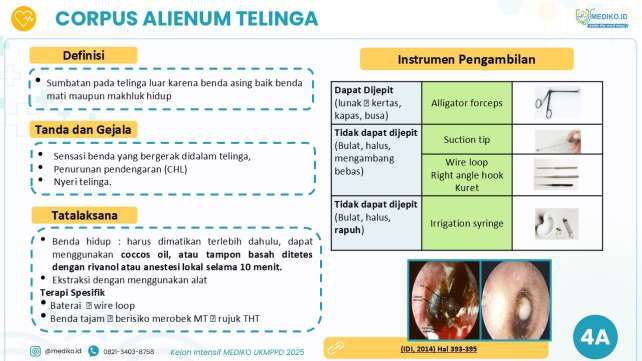 CORPUS ALIENUM TELINGA
MEDIKO.ID
Definisi
• Sumbatan pada telinga luar karena benda asing baik benda
mati maupun makhluk hidup
Tanda dan Gejala
• Sensasi benda yang bergerak didalam telinga,
• Penurunan pendengaran (CHL)
• Nyeri telinga.
Tatalaksana
• Benda hidup : harus dimatikan terlebih dahulu, dapat
menggunakan coccos oil, atau tampon basah ditetes
dengan rivanol atau anestesi lokal selama 10 menit.
• Ekstraksi dengan menggunakan alat
Terapi Spesifik
• Baterai ⍰ wire loop
• Benda tajam ⍰ berisiko merobek MT ⍰ rujuk THT
Instrumen Pengambilan
Dapat Dijepit
(lunak ⍰ kertas,
kapas, busa)
Alligator forceps
Tidak dapat dijepit
(Bulat, halus,
mengambang
bebas)
Suction tip
Wire loop
Right angle hook
Kuret
Tidak dapat dijepit
(Bulat, halus,
rapuh)
Irrigation syringe
(IDI, 2014) Hal 393-395
4A
@mediko.id
0821-3403-8758
Kelon Intensif MEDIKO UKMPPD 2025